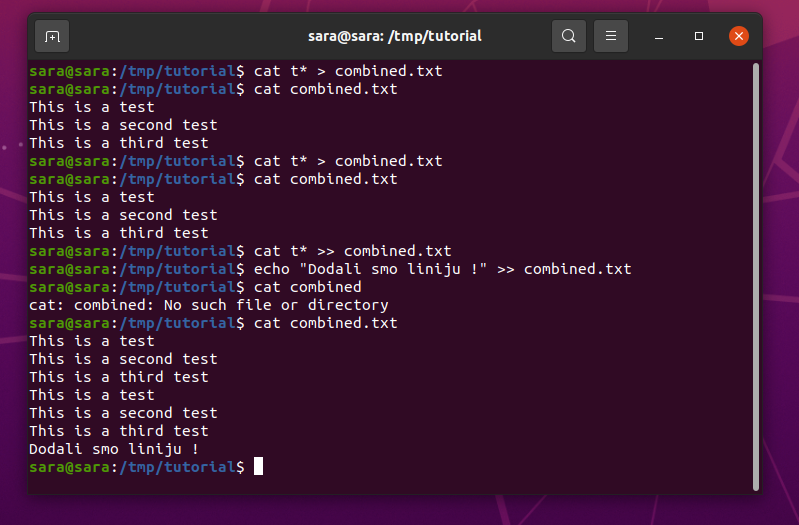 sara@sara: /tmp/tutorial
sara@sara:/tmp/tutorial$ cat t* > combined.txt
sara@sara:/tmp/tutorial$ cat combined.txt
This is a test
This is a second test
This is a third test
sara@sara:/tmp/tutorial$ cat t* > combined.txt
sara@sara:/tmp/tutorial$ cat combined.txt
This is a test
This is a second test
This is a third test
sara@sara:/tmp/tutorial$ cat t* >> combined.txt
sara@sara:/tmp/tutorial$ echo "Dodali smo liniju !" >> combined.txt
sara@sara:/tmp/tutorial$ cat combined
cat: combined: No such file or directory
sara@sara:/tmp/tutorial$ cat combined.txt
This is a test
This is a second test
This is a third test
This is a test
This is a second test
This is a third test
Dodali smo liniju !
sara@sara:/tmp/tutorial$